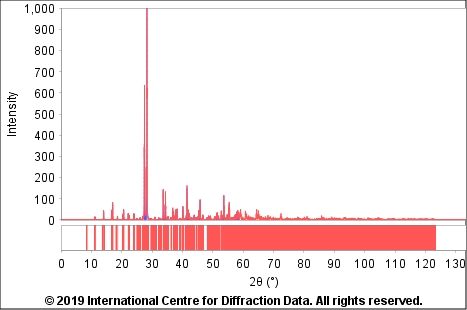 1,000
900
800
700
600
500
400
300
200
100
0
Intensity
0 10 20 30 40 50 60 70 80 90 100 110 120 130
2θ (°)
© 2019 International Centre for Diffraction Data. All rights reserved.